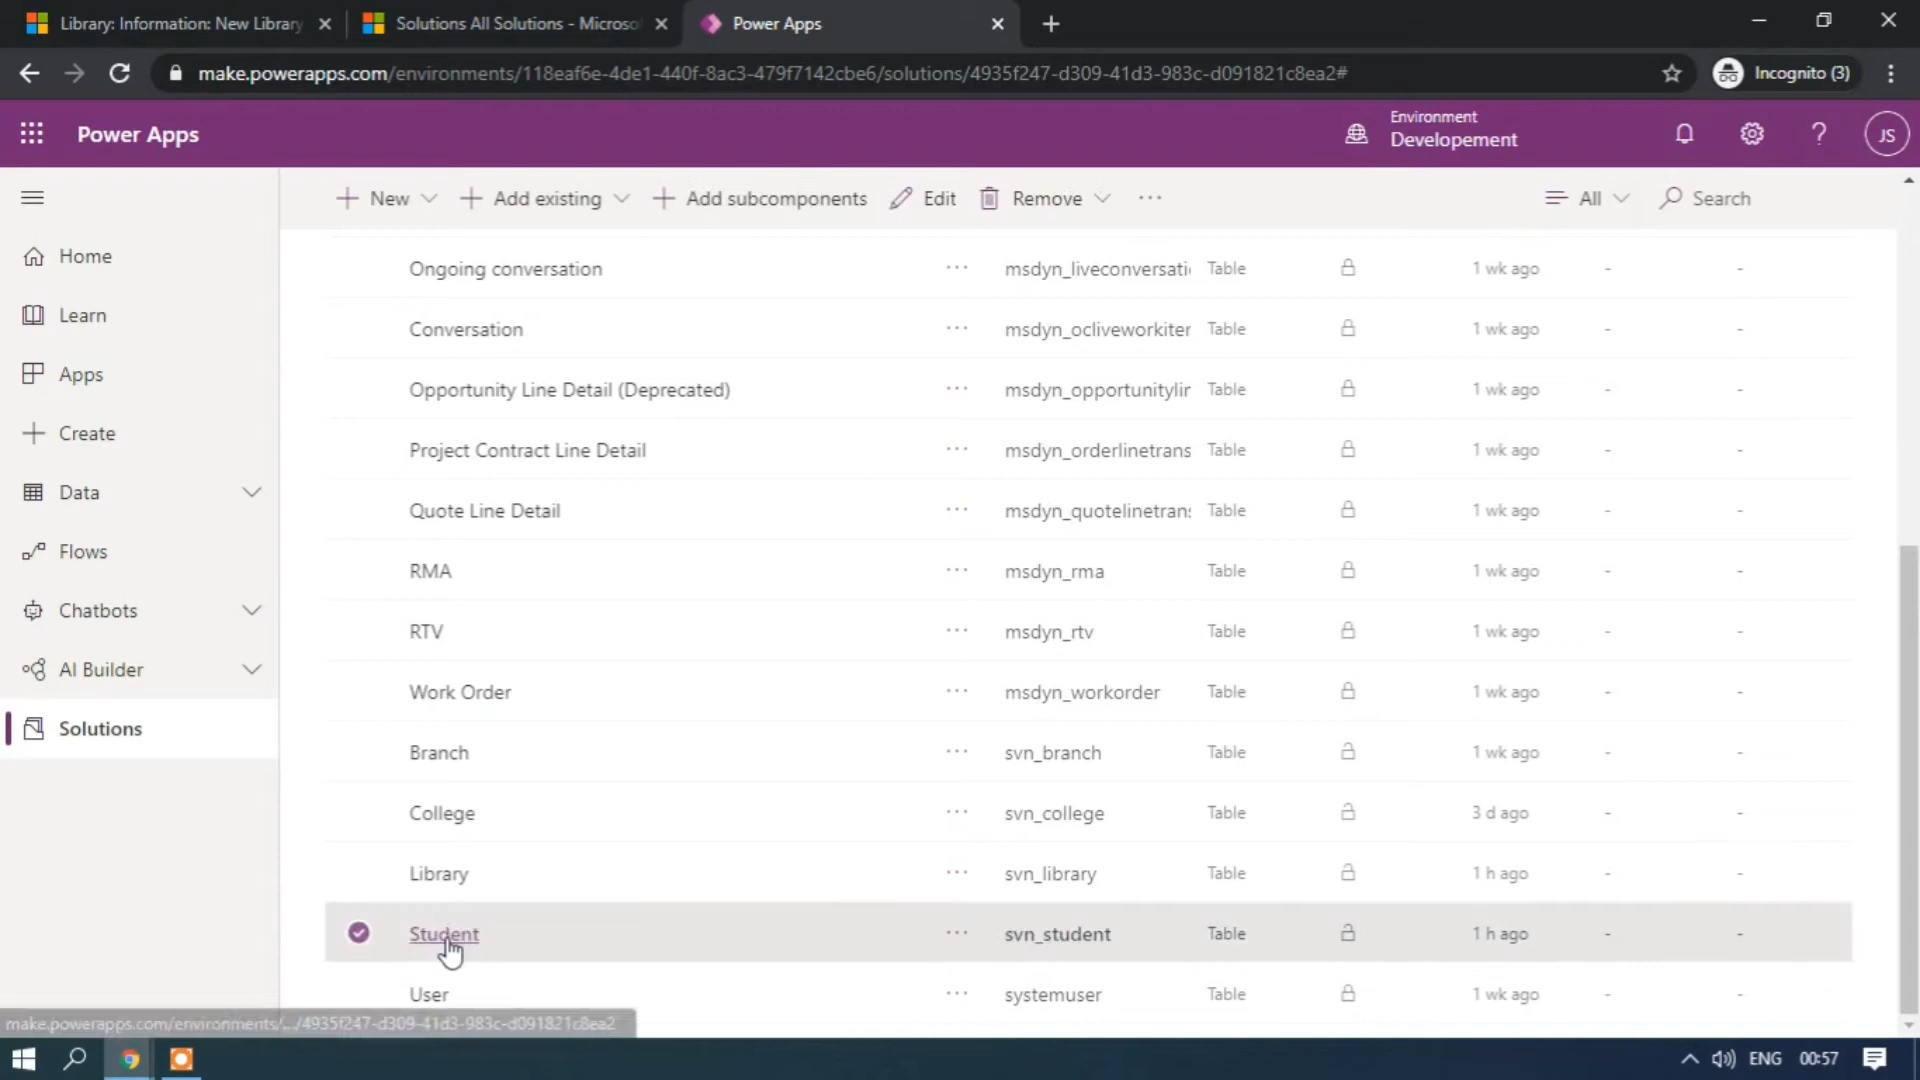 Library: Information: New Library
Solutions All Solutions - Microso
Power Apps
make.powerapps.com/environments/118eaf6e-4de1-440f-8ac3-479f7142cbe6/solutions/4935f247-d309-41d3-983c-d091821c8ea2#
Incognito (3)
Power Apps
Environment
Developement
JS
New
Add existing
Add subcomponents
Edit
Remove
All
Search
Home
Learn
Apps
Create
Data
Flows
Chatbots
AI Builder
Solutions
Ongoing conversation ... msdyn_liveconversati Table 1 wk ago - -
Conversation ... msdyn_ocliveworkiter Table 1 wk ago - -
Opportunity Line Detail (Deprecated) ... msdyn_opportunitylir Table 1 wk ago - -
Project Contract Line Detail ... msdyn_orderlinetrans Table 1 wk ago - -
Quote Line Detail ... msdyn_quotelinetrans Table 1 wk ago - -
RMA ... msdyn_rma Table 1 wk ago - -
RTV ... msdyn_rtv Table 1 wk ago - -
Work Order ... msdyn_workorder Table 1 wk ago - -
Branch ... svn_branch Table 1 wk ago - -
College ... svn_college Table 3 d ago - -
Library ... svn_library Table 1 h ago - -
Student ... svn_student Table 1 h ago - -
User ... systemuser Table 1 wk ago - -
make.powerapps.com/environments/.../4935f247-d309-41d3-983c-d091821c8ea2
ENG 00:57